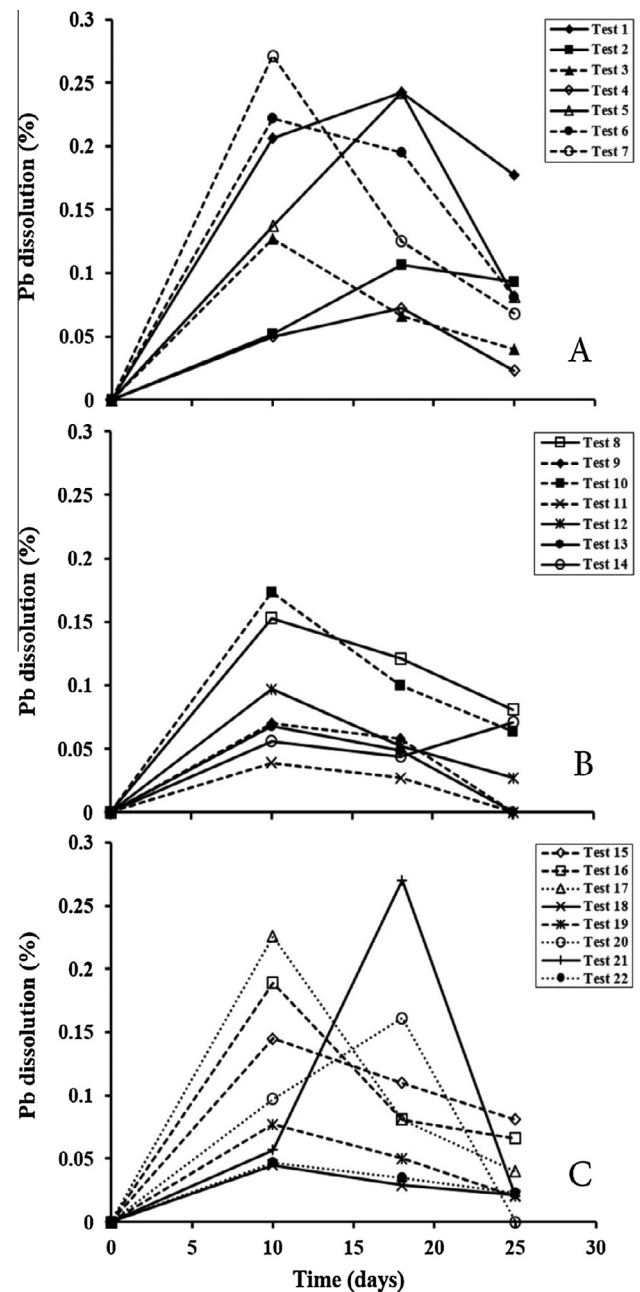 Pb dissolution (%)
0.3
0.25
0.2
0.15
0.1
0.05
0
Test 1
Test 2
Test 3
Test 4
Test 5
Test 6
Test 7
A
Pb dissolution (%)
0.3
0.25
0.2
0.15
0.1
0.05
0
Test 8
Test 9
Test 10
Test 11
Test 12
Test 13
Test 14
B
Pb dissolution (%)
0.3
0.25
0.2
0.15
0.1
0.05
0
Test 15
Test 16
Test 17
Test 18
Test 19
Test 20
Test 21
Test 22
C
0 5 10 15 20 25 30
Time (days)